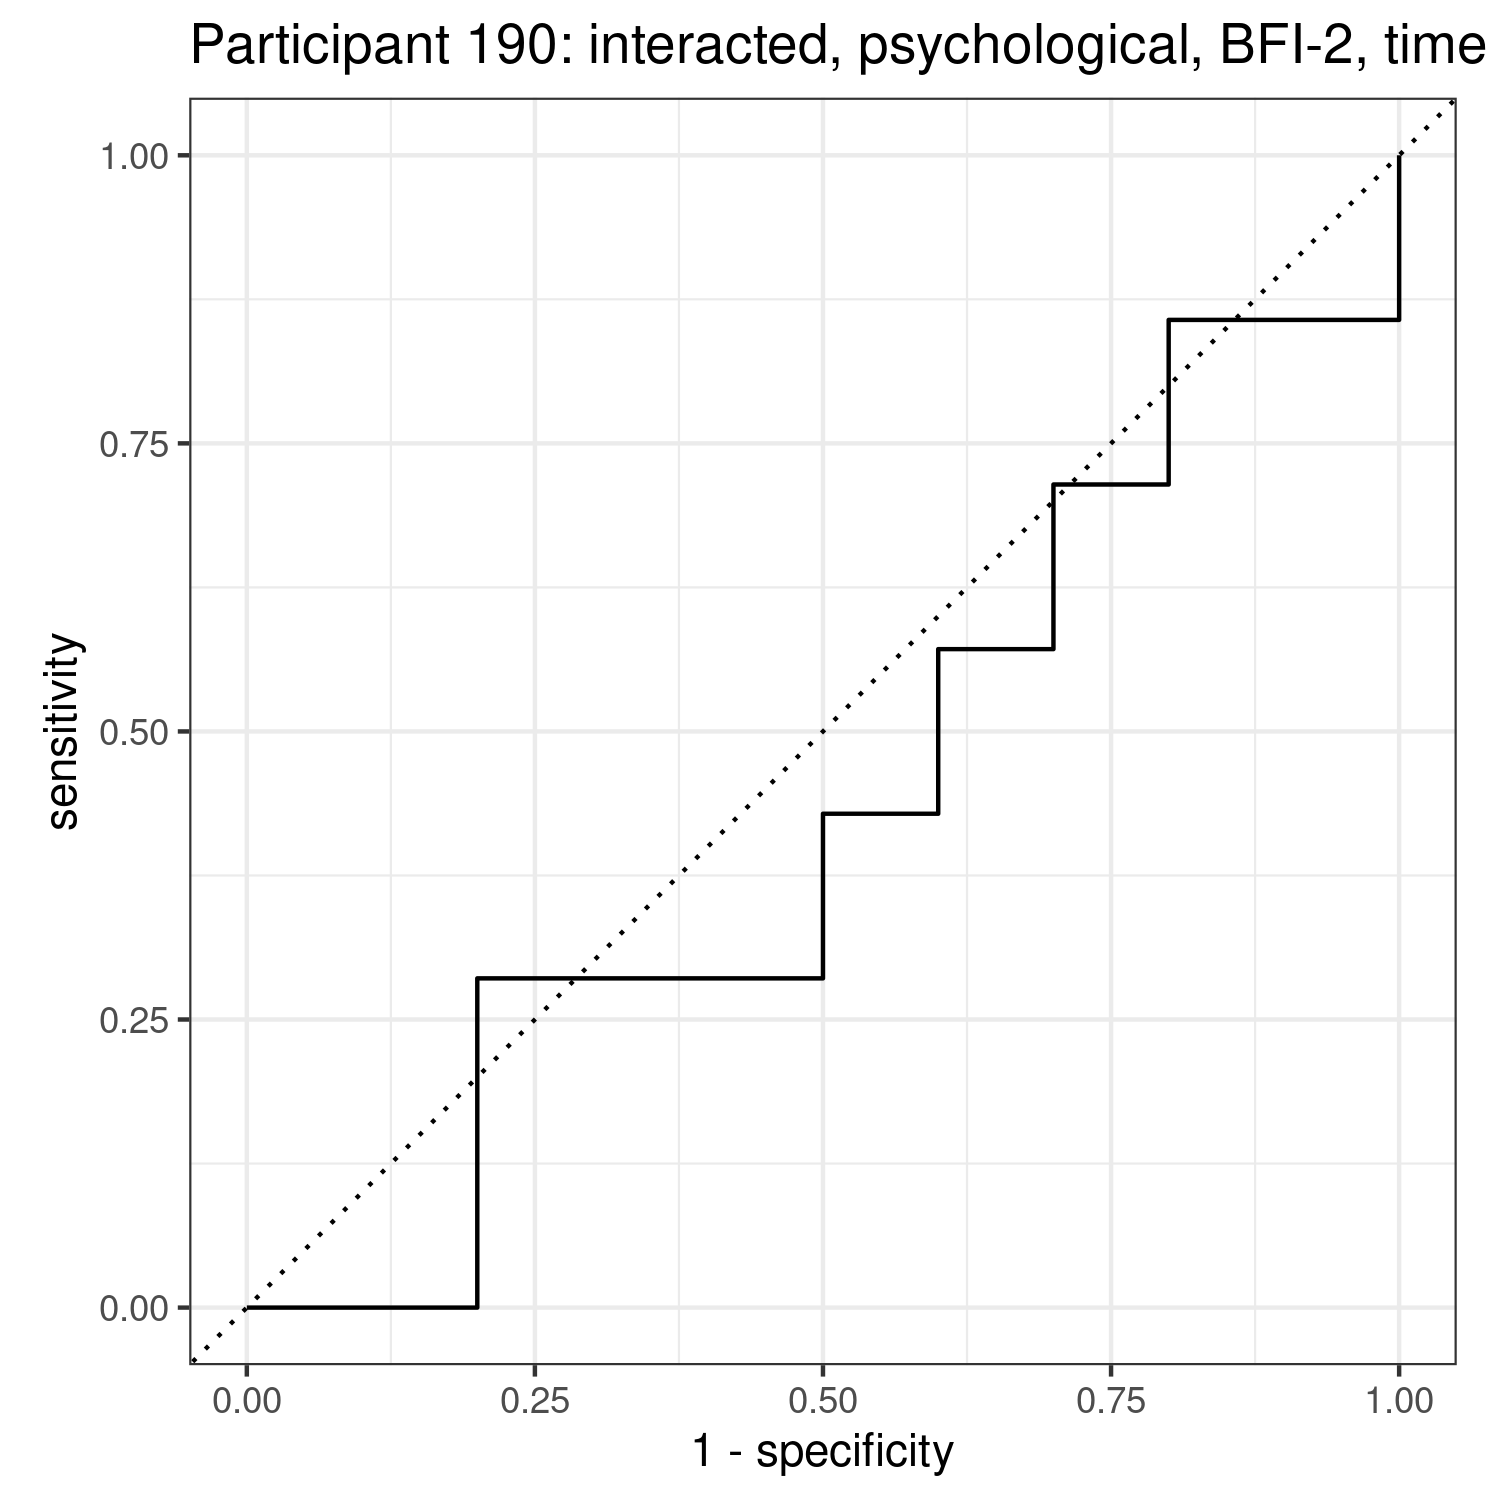 Participant 190: interacted, psychological, BFI-2, time
1.00
0.75
0.50
0.25
0.00
sensitivity
0.00 0.25 0.50 0.75 1.00
1 - specificity